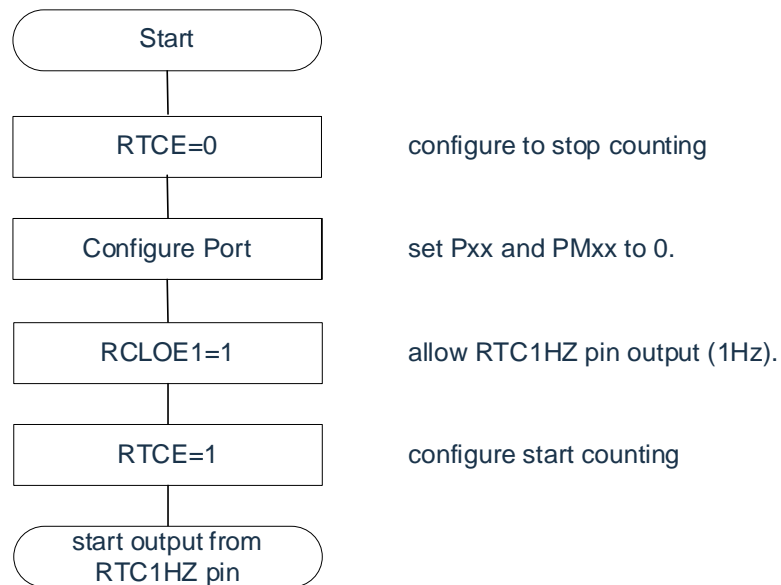 Start
RTCE=0
configure to stop counting
Configure Port
set Pxx and PMxx to 0.
RCLOE1=1
allow RTC1HZ pin output (1Hz).
RTCE=1
configure start counting
start output from
RTC1HZ pin